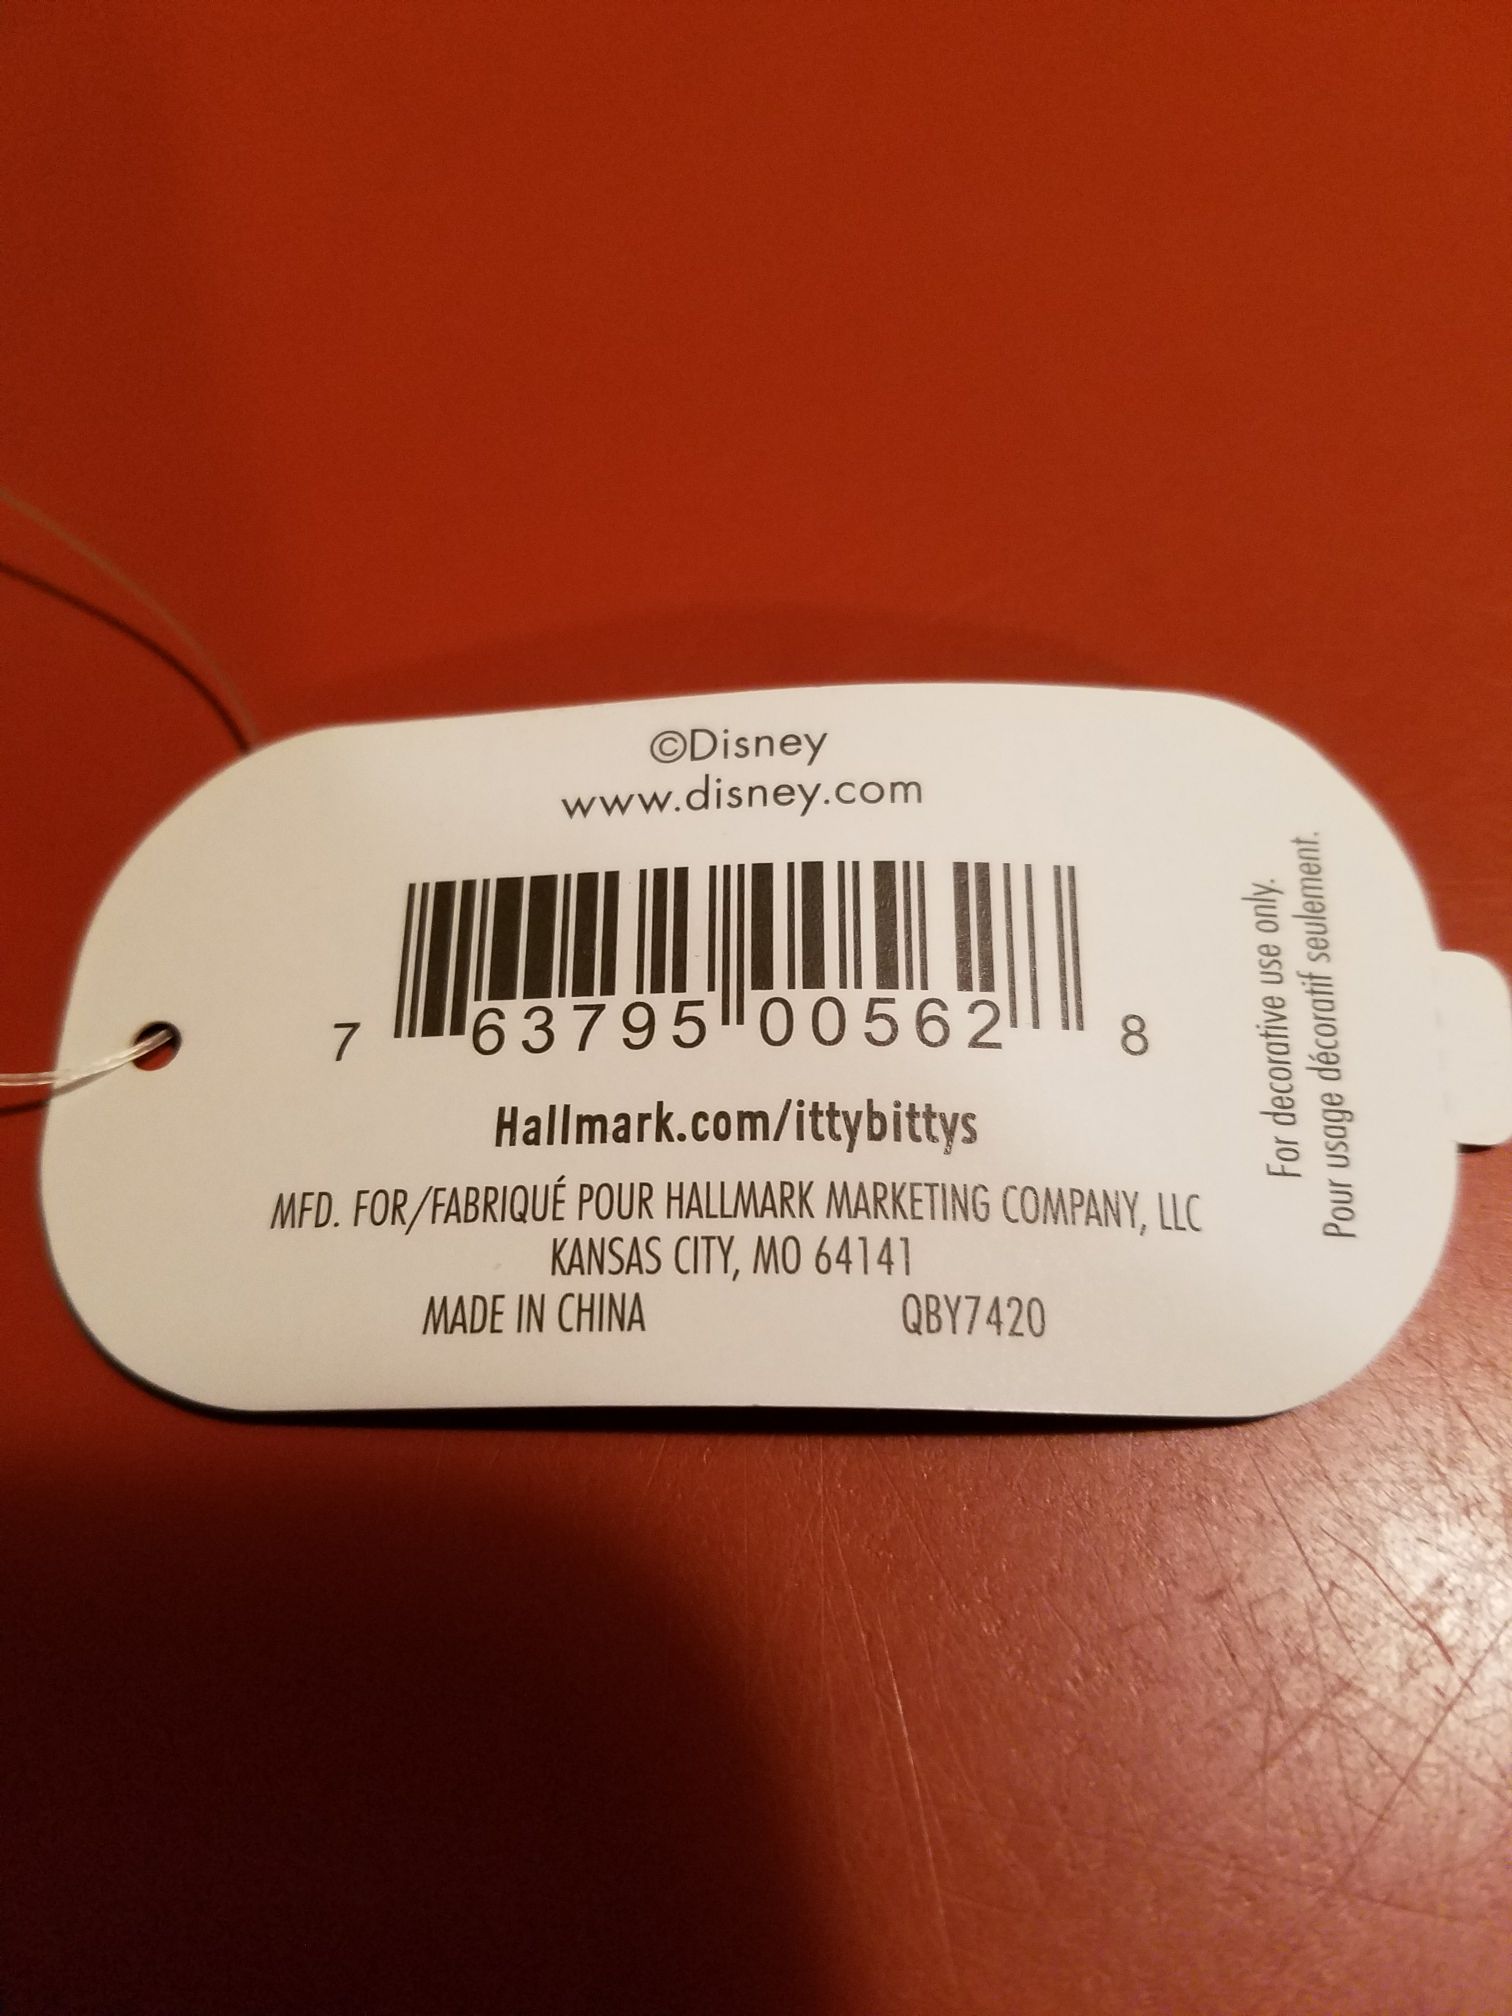 ©Disney
www.disney.com
7 63795 00562 8
Hallmark.com/ittybittys
MFD. FOR/FABRIQUÉ POUR HALLMARK MARKETING COMPANY, LLC
KANSAS CITY, MO 64141
MADE IN CHINA QBY7420
For decorative use only.
Pour usage décoratif seulement.